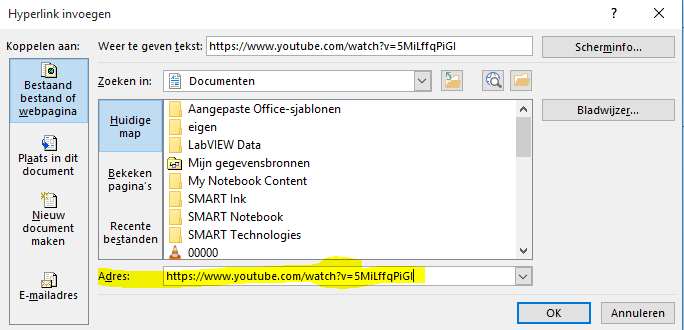 Hyperlink invoegen
Koppelen aan:
Weer te geven tekst: https://www.youtube.com/watch?v=5MiLffqPiGI
Scherminfo...
Bestaand
bestand of
webpagina
Zoeken in: Documenten
Bladwijzer...
Huidige
map
Aangepaste Office-sjablonen
eigen
LabVIEW Data
Mijn gegevensbronnen
My Notebook Content
SMART Ink
SMART Notebook
SMART Technologies
00000
Plaats in dit
document
Bekeken
pagina's
Nieuw
document
maken
Recente
bestanden
E-mailadres
Adres: https://www.youtube.com/watch?v=5MiLffqPiGI
OK
Annuleren